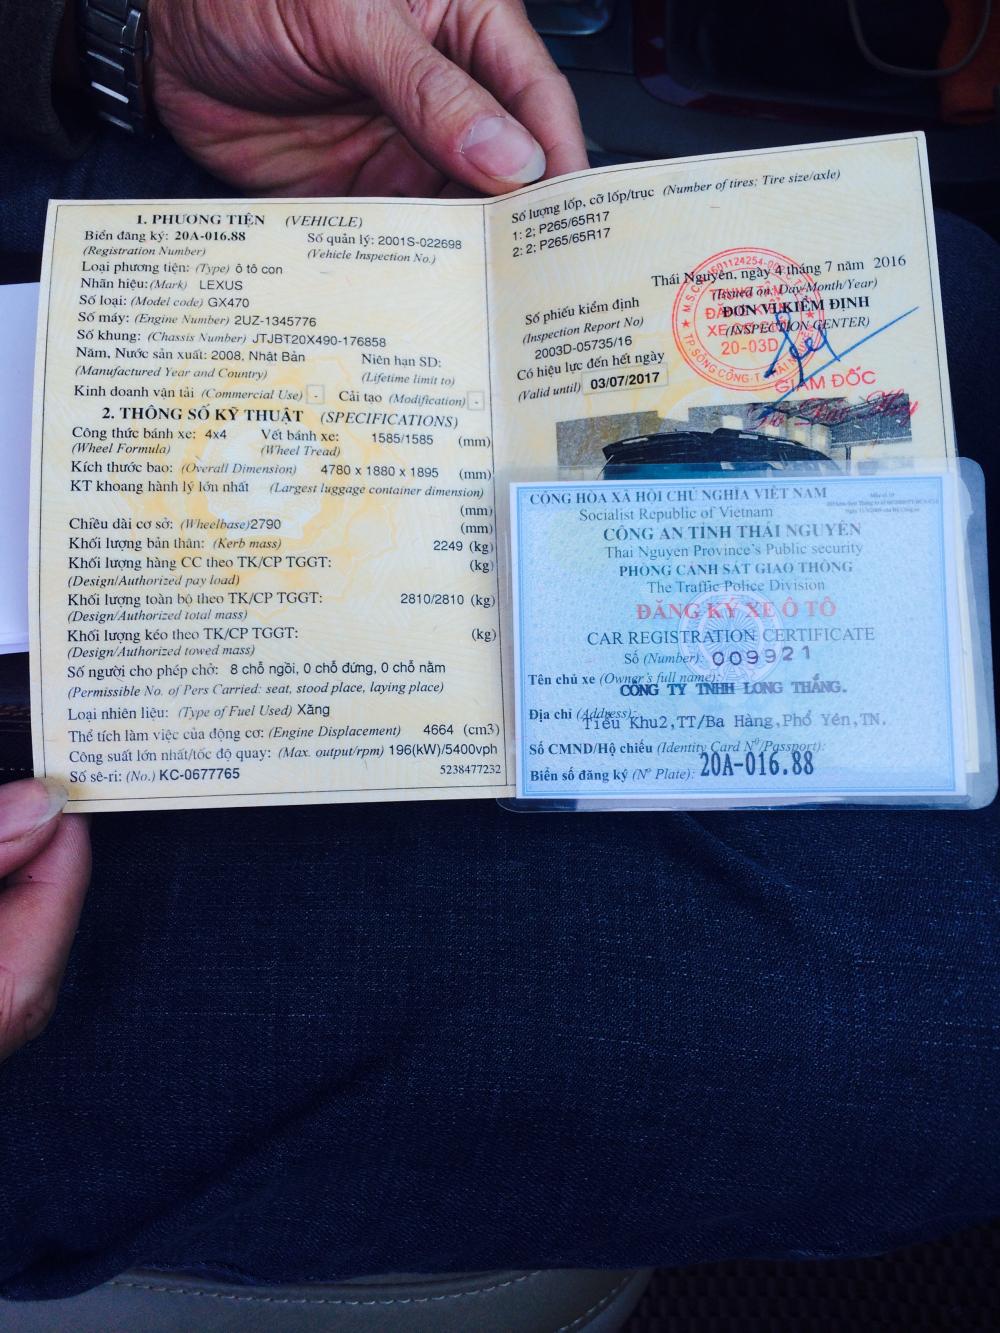 1. PHƯƠNG TIỆN (VEHICLE)
Biển đăng ký: 20A-016.88 Số quản lý: 2001S-022698
(Registration Number) (Vehicle Inspection No.)
Loại phương tiện: (Type) ô tô con
Nhãn hiệu: (Mark) LEXUS
Số loại: (Model code) GX470
Số máy: (Engine Number) 2UZ-1345776
Số khung: (Chassis Number) JTJBT20X490-176858
Năm, Nước sản xuất: 2008, Nhật Bản Niên hạn SD:
(Manufactured Year and Country) (Lifetime limit to)
Kinh doanh vận tải (Commercial Use) - Cải tạo (Modification) -
2. THÔNG SỐ KỸ THUẬT (SPECIFICATIONS)
Công thức bánh xe: 4x4 Vết bánh xe: 1585/1585 (mm)
(Wheel Formula) (Wheel Tread)
Kích thước bao: (Overall Dimension) 4780 x 1880 x 1895 (mm)
KT khoang hành lý lớn nhất (Largest luggage container dimension)
(mm)
Chiều dài cơ sở: (Wheelbase)2790 (mm)
Khối lượng bản thân: (Kerb mass) 2249 (kg)
Khối lượng hàng CC theo TK/CP TGGT: (kg)
(Design/Authorized pay load)
Khối lượng toàn bộ theo TK/CP TGGT: 2810/2810 (kg)
(Design/Authorized total mass)
Khối lượng kéo theo TK/CP TGGT: (kg)
(Design/Authorized towed mass)
Số người cho phép chở: 8 chỗ ngồi, 0 chỗ đứng, 0 chỗ nằm
(Permissible No. of Pers Carried: seat, stood place, laying place)
Loại nhiên liệu: (Type of Fuel Used) Xăng
Thể tích làm việc của động cơ: (Engine Displacement) 4664 (cm3)
Công suất lớn nhất/tốc độ quay: (Max. output/rpm) 196(kW)/5400vph
Số sê-ri: (No.) KC-0677765 5238477232
Số lượng lốp, cỡ lốp/trục (Number of tires; Tire size/axle)
1: 2; P265/65R17
2: 2; P265/65R17
Thái Nguyên, ngày 4 tháng 7 năm 2016
(Issued on: Day/Month/Year)
Số phiếu kiểm định ĐƠN VỊ KIỂM ĐỊNH
(Inspection Report No) (INSPECTION CENTER)
2003D-05735/16
Có hiệu lực đến hết ngày
(Valid until) 03/07/2017
TRUNG TÂM
ĐĂNG KIỂM
XE CƠ GIỚI
20-03D
GIÁM ĐỐC
CỘNG HÒA XÃ HỘI CHỦ NGHĨA VIỆT NAM
Socialist Republic of Vietnam
CÔNG AN TỈNH THÁI NGUYÊN
Thai Nguyen Province's Public security
PHÒNG CẢNH SÁT GIAO THÔNG
The Traffic Police Division
ĐĂNG KÝ XE Ô TÔ
CAR REGISTRATION CERTIFICATE
Số (Number): 009921
Tên chủ xe (Owner's full name):
CÔNG TY TNHH LONG THẮNG.
Địa chỉ (Address):
Tiểu Khu2,TT/Ba Hàng,Phổ Yên,TN.
Số CMND/Hộ chiếu (Identity Card Nº/Passport):
Biển số đăng ký (Nº Plate): 20A-016.88